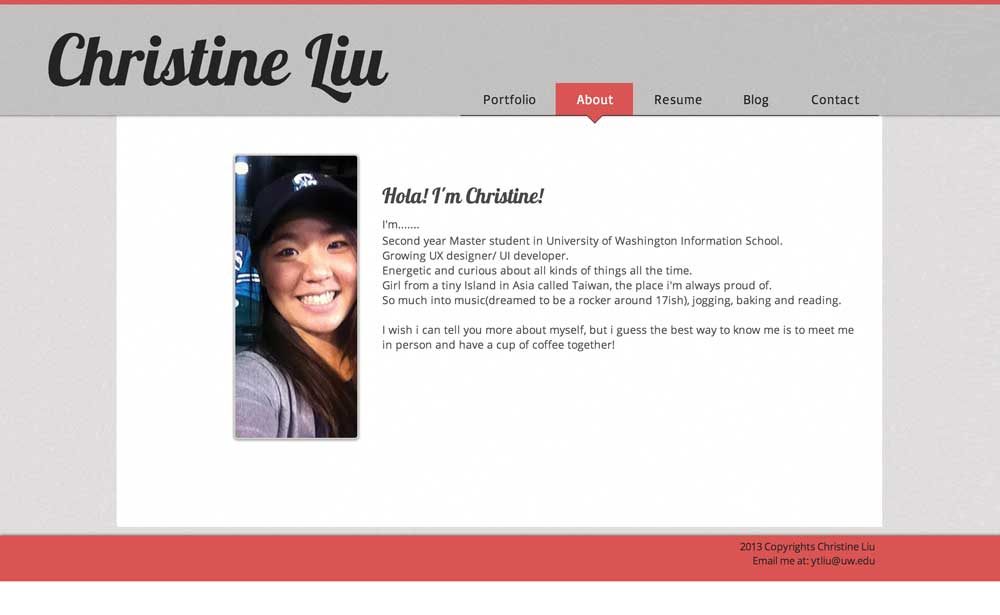 Christine Liu
Portfolio About Resume Blog Contact
Hola! I'm Christine!
I'm.......
Second year Master student in University of Washington Information School.
Growing UX designer/ UI developer.
Energetic and curious about all kinds of things all the time.
Girl from a tiny Island in Asia called Taiwan, the place i'm always proud of.
So much into music(dreamed to be a rocker around 17ish), jogging, baking and reading.
I wish i can tell you more about myself, but i guess the best way to know me is to meet me
in person and have a cup of coffee together!
2013 Copyrights Christine Liu
Email me at: ytliu@uw.edu